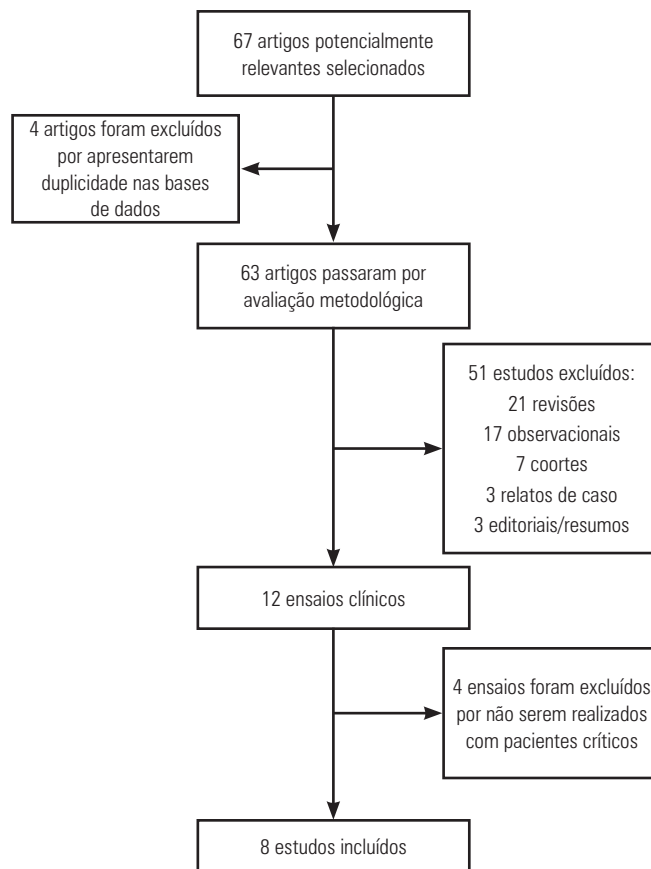 67 artigos potencialmente
relevantes selecionados
4 artigos foram excluídos
por apresentarem
duplicidade nas bases
de dados
63 artigos passaram por
avaliação metodológica
51 estudos excluídos:
21 revisões
17 observacionais
7 coortes
3 relatos de caso
3 editoriais/resumos
12 ensaios clínicos
4 ensaios foram excluídos
por não serem realizados
com pacientes críticos
8 estudos incluídos